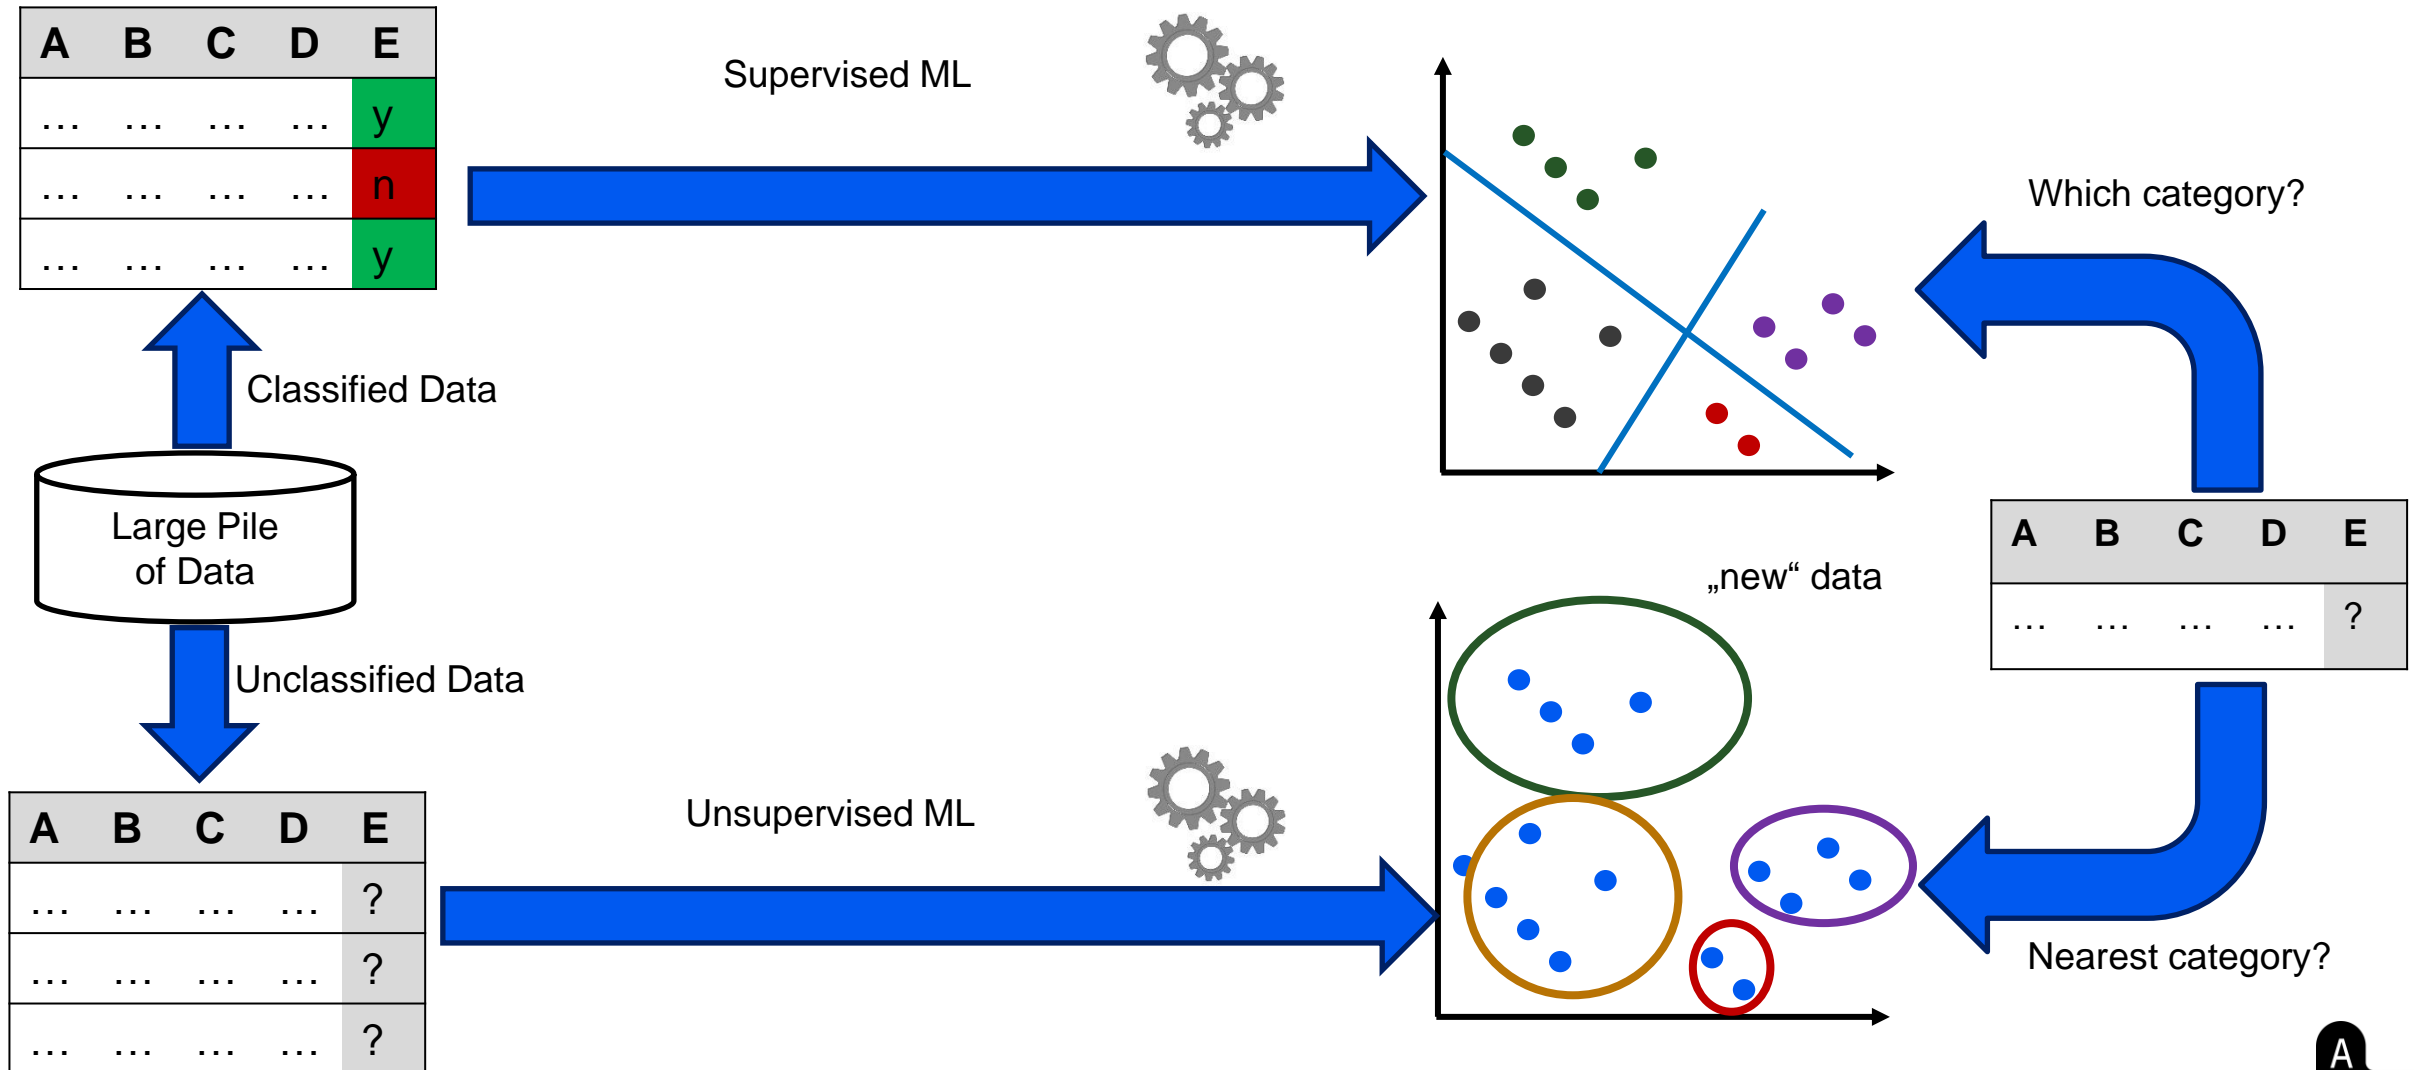 A B C D E
... ... ... ... y
... ... ... ... n
... ... ... ... y
Supervised ML
Which category?
Classified Data
Large Pile
of Data
Unclassified Data
A B C D E
... ... ... ... ?
„new“ data
A B C D E
... ... ... ... ?
... ... ... ... ?
... ... ... ... ?
Unsupervised ML
Nearest category?
A